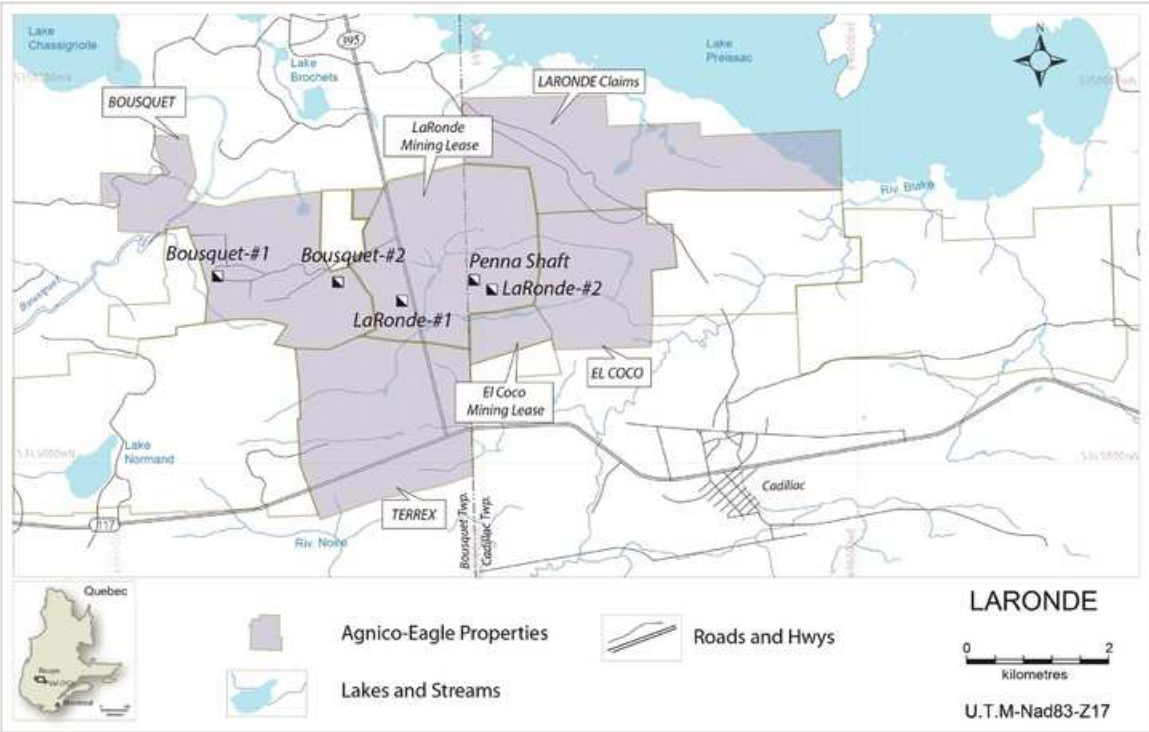 Lake
Chassignolle
395
Lake
Brochets
Lake
Preissac
N
BOUSQUET
LARONDE Claims
LaRonde
Mining Lease
Riv. Blake
Bousquet-#1
Bousquet-#2
Penna Shaft
LaRonde-#2
LaRonde-#1
Bousquet
El Coco
Mining Lease
EL COCO
Lake
Normand
TERREX
Cadillac
117
Riv. Noire
Bousquet Twp.
Cadillac Twp.
Quebec
Montreal
Agnico-Eagle Properties
Lakes and Streams
Roads and Hwys
LARONDE
0 2
kilometres
U.T.M-Nad83-Z17